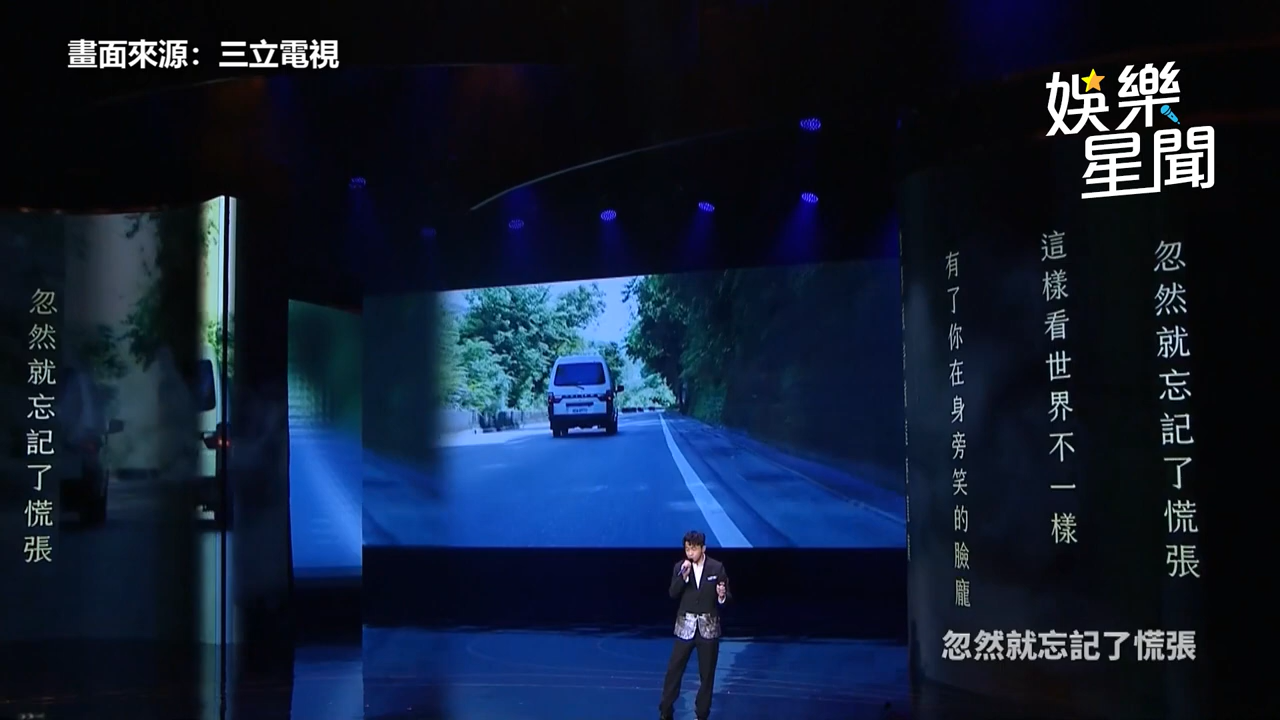 畫面來源：三立電視
娛樂
星聞
忽然就忘記了慌張
這樣看世界不一樣
有了你在身旁笑的臉龐
忽然就忘記了慌張
忽然就忘記了慌張